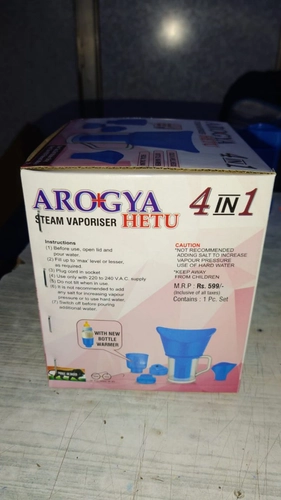 AROGYA
STEAM VAPORISER HETU
4 IN 1
Instructions
(1) Before use, open lid and
pour water.
(2) Fill up to 'max' level or lesser,
as required.
(3) Plug cord in socket
(4) Use only with 220 to 240 V.A.C. supply
(5) Do not tilt when in use
(6) It is not recommended to add
any salt for increasing vapour
pressure or to use hard water.
(7) Switch off before pouring
additional water.
CAUTION
*NOT RECOMMENDED
ADDING SALT TO INCREASE
VAPOUR PRESSURE
USE OF HARD WATER
*KEEP AWAY
FROM CHILDREN
M.R.P : Rs. 599/-
(Inclusive of all taxes)
Contains : 1 Pc. Set
WITH NEW
BOTTLE
WARMER